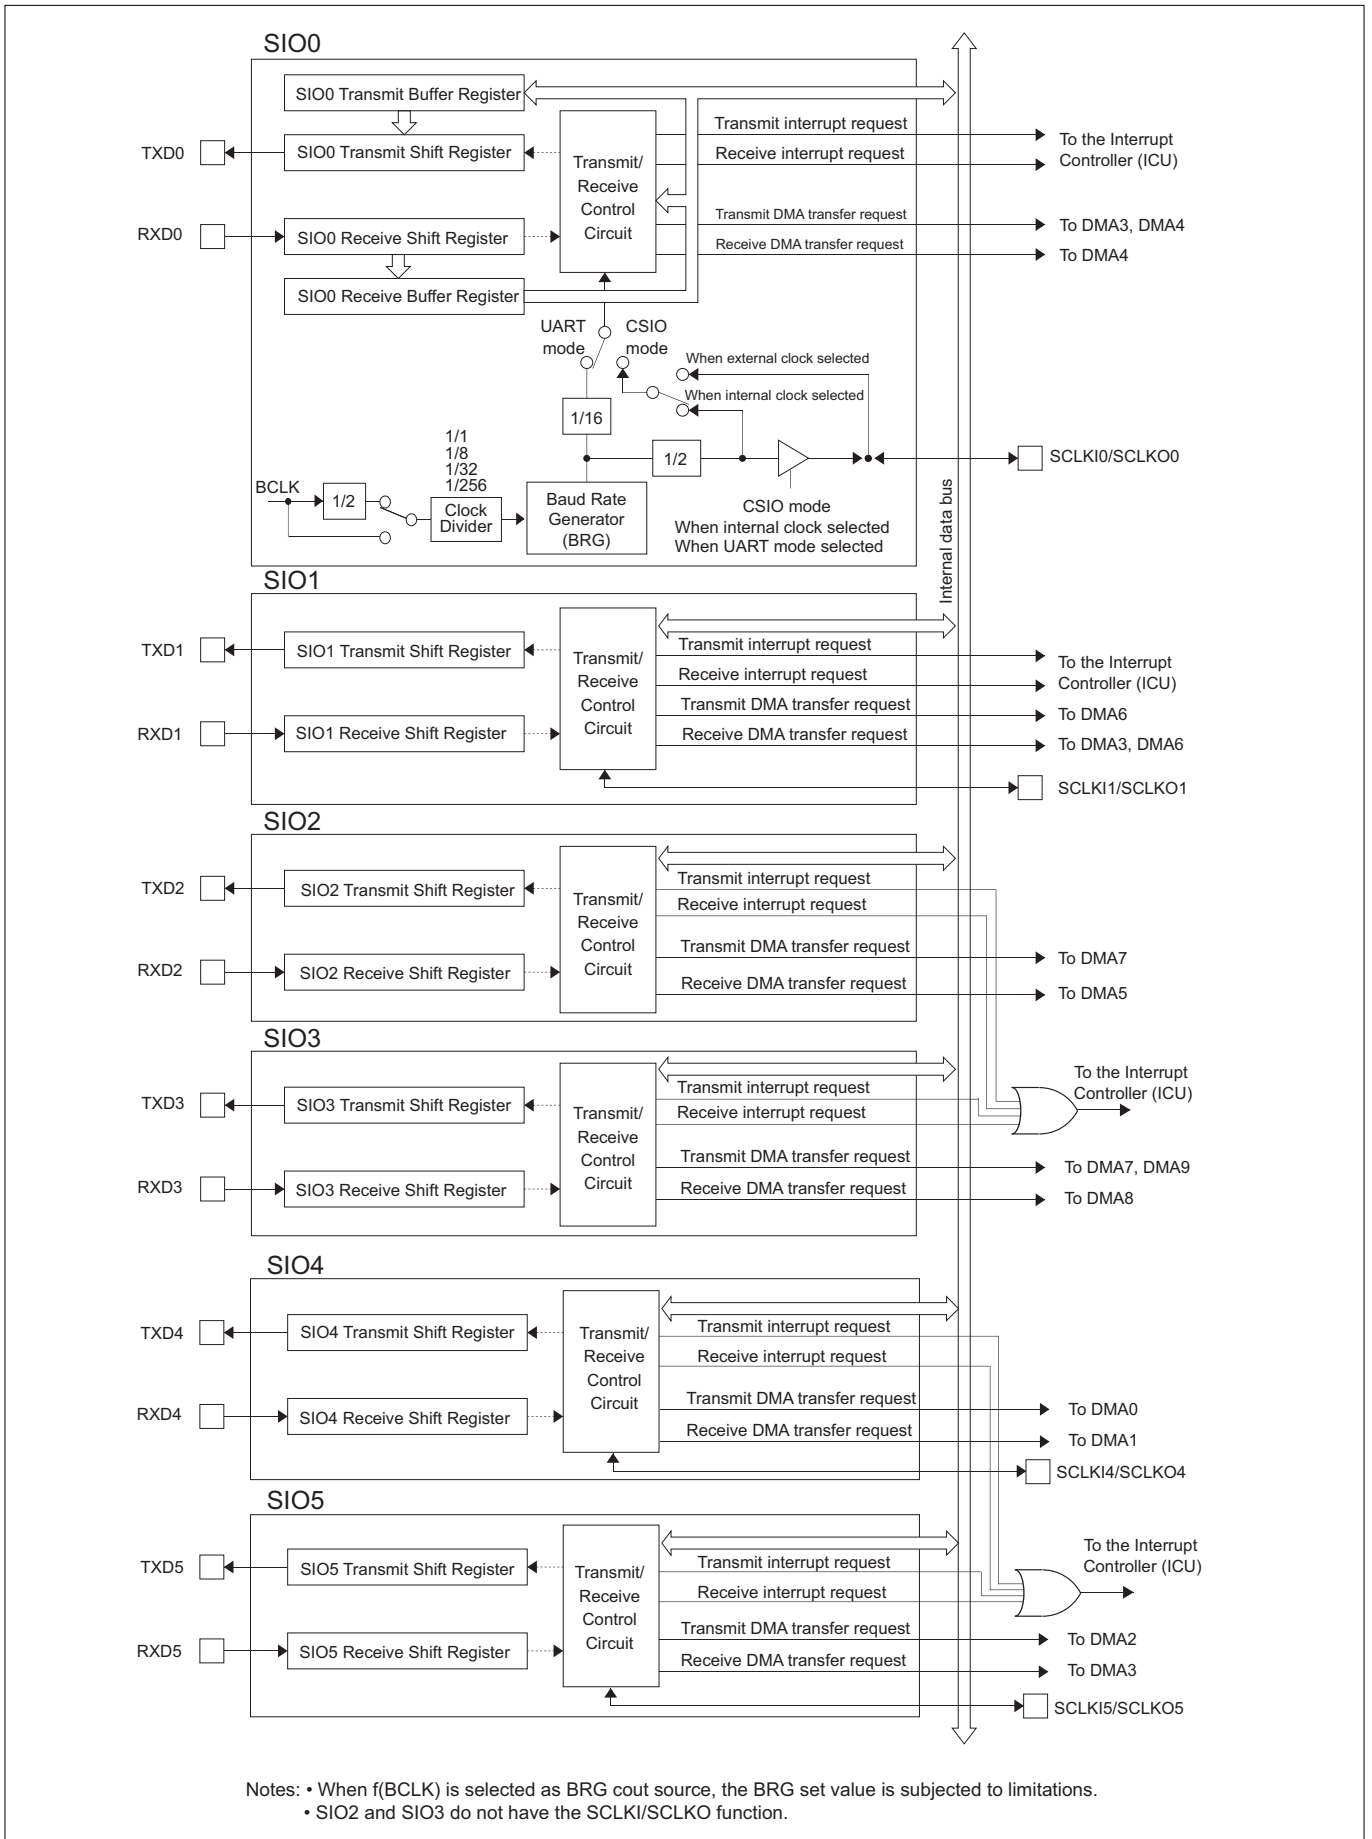 SIO0
SIO0 Transmit Buffer Register
TXD0
SIO0 Transmit Shift Register
RXD0
SIO0 Receive Shift Register
SIO0 Receive Buffer Register
Transmit/
Receive
Control
Circuit
Transmit interrupt request
Receive interrupt request
To the Interrupt
Controller (ICU)
Transmit DMA transfer request
To DMA3, DMA4
Receive DMA transfer request
To DMA4
UART
mode
CSIO
mode
When external clock selected
When internal clock selected
1/16
1/1
1/8
1/32
1/256
BCLK
1/2
Clock
Divider
Baud Rate
Generator
(BRG)
1/2
SCLKI0/SCLKO0
CSIO mode
When internal clock selected
When UART mode selected
Internal data bus
SIO1
TXD1
SIO1 Transmit Shift Register
RXD1
SIO1 Receive Shift Register
Transmit/
Receive
Control
Circuit
Transmit interrupt request
Receive interrupt request
To the Interrupt
Controller (ICU)
Transmit DMA transfer request
To DMA6
Receive DMA transfer request
To DMA3, DMA6
SCLKI1/SCLKO1
SIO2
TXD2
SIO2 Transmit Shift Register
RXD2
SIO2 Receive Shift Register
Transmit/
Receive
Control
Circuit
Transmit interrupt request
Receive interrupt request
Transmit DMA transfer request
To DMA7
Receive DMA transfer request
To DMA5
SIO3
TXD3
SIO3 Transmit Shift Register
RXD3
SIO3 Receive Shift Register
Transmit/
Receive
Control
Circuit
Transmit interrupt request
Receive interrupt request
To the Interrupt
Controller (ICU)
Transmit DMA transfer request
To DMA7, DMA9
Receive DMA transfer request
To DMA8
SIO4
TXD4
SIO4 Transmit Shift Register
RXD4
SIO4 Receive Shift Register
Transmit/
Receive
Control
Circuit
Transmit interrupt request
Receive interrupt request
Transmit DMA transfer request
To DMA0
Receive DMA transfer request
To DMA1
SCLKI4/SCLKO4
SIO5
TXD5
SIO5 Transmit Shift Register
RXD5
SIO5 Receive Shift Register
Transmit/
Receive
Control
Circuit
Transmit interrupt request
Receive interrupt request
To the Interrupt
Controller (ICU)
Transmit DMA transfer request
To DMA2
Receive DMA transfer request
To DMA3
SCLKI5/SCLKO5
Notes: • When f(BCLK) is selected as BRG cout source, the BRG set value is subjected to limitations.
• SIO2 and SIO3 do not have the SCLKI/SCLKO function.